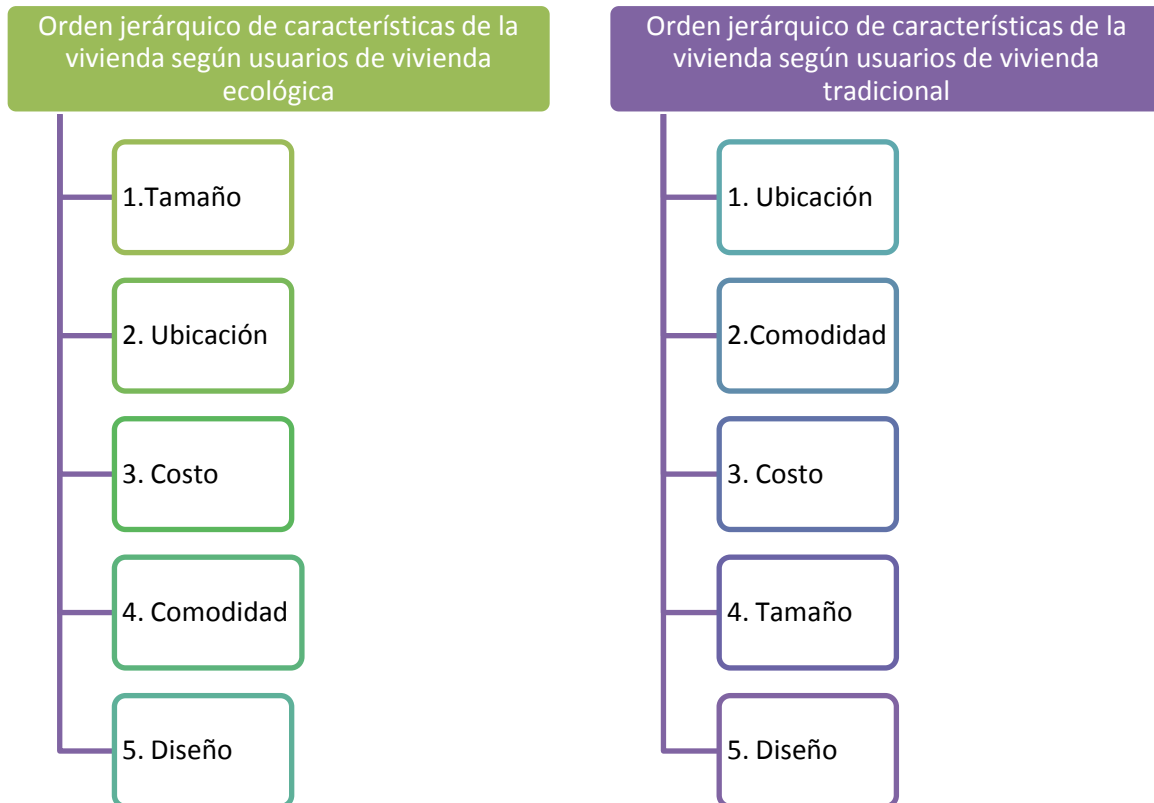 Orden jerárquico de características de la
vivienda según usuarios de vivienda
ecológica
1.Tamaño
2. Ubicación
3. Costo
4. Comodidad
5. Diseño
Orden jerárquico de características de la
vivienda según usuarios de vivienda
tradicional
1. Ubicación
2.Comodidad
3. Costo
4. Tamaño
5. Diseño